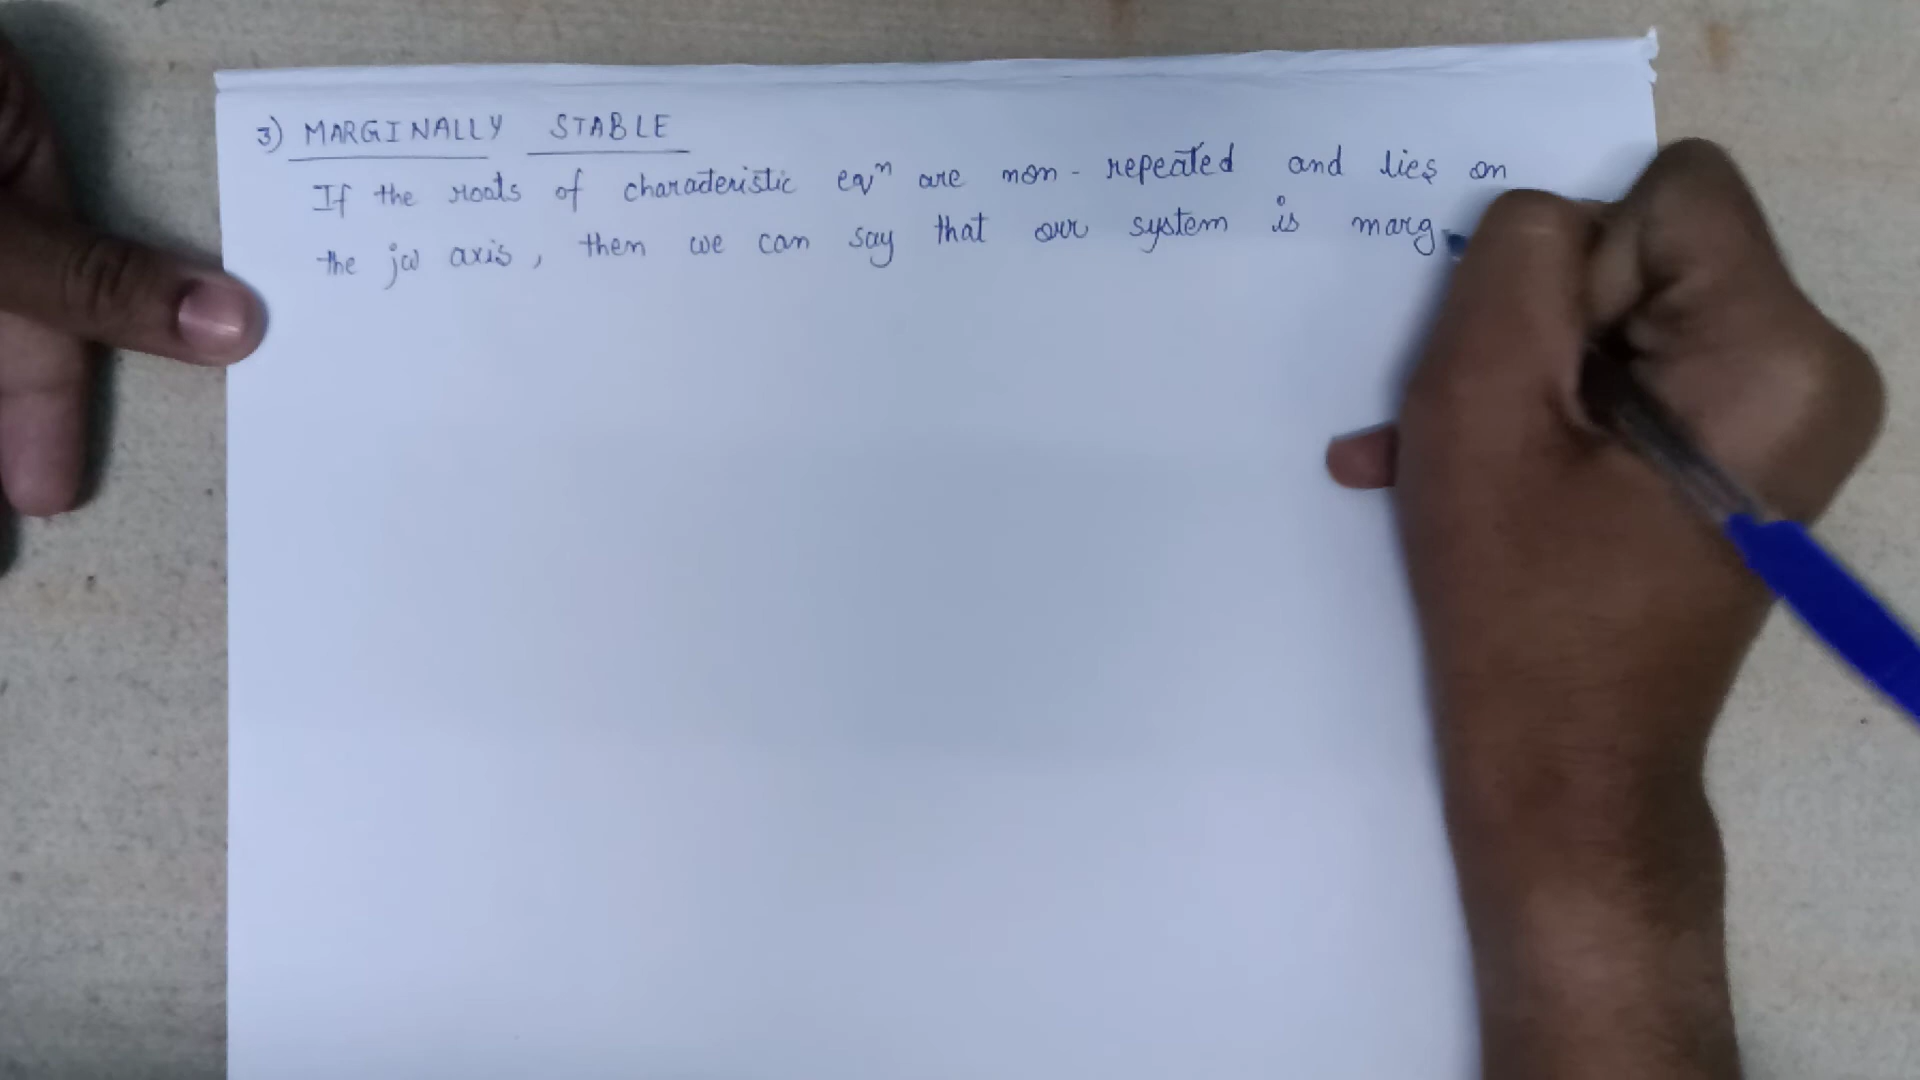 3) MARGINALLY STABLE
If the roots of characteristic eqⁿ are non - repeated and lies on
the jω axis, then we can say that our system is marg